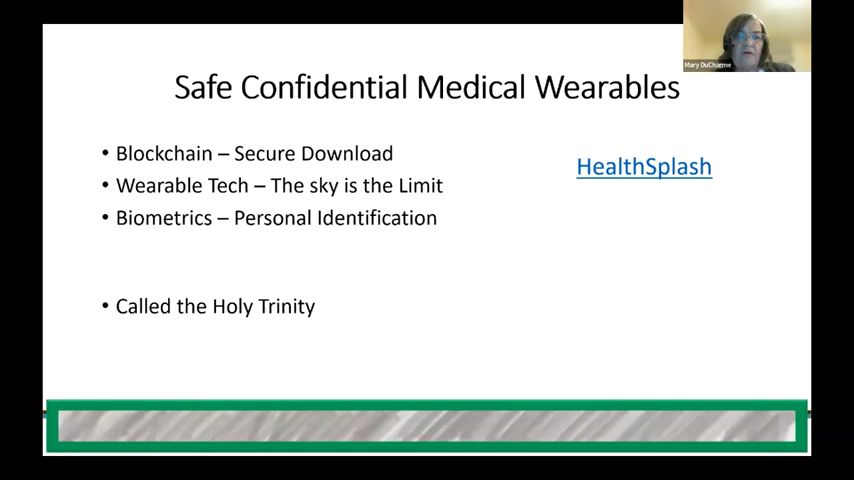 Mary DuCharme
Safe Confidential Medical Wearables
• Blockchain – Secure Download
• Wearable Tech – The sky is the Limit
• Biometrics – Personal Identification
• Called the Holy Trinity
HealthSplash